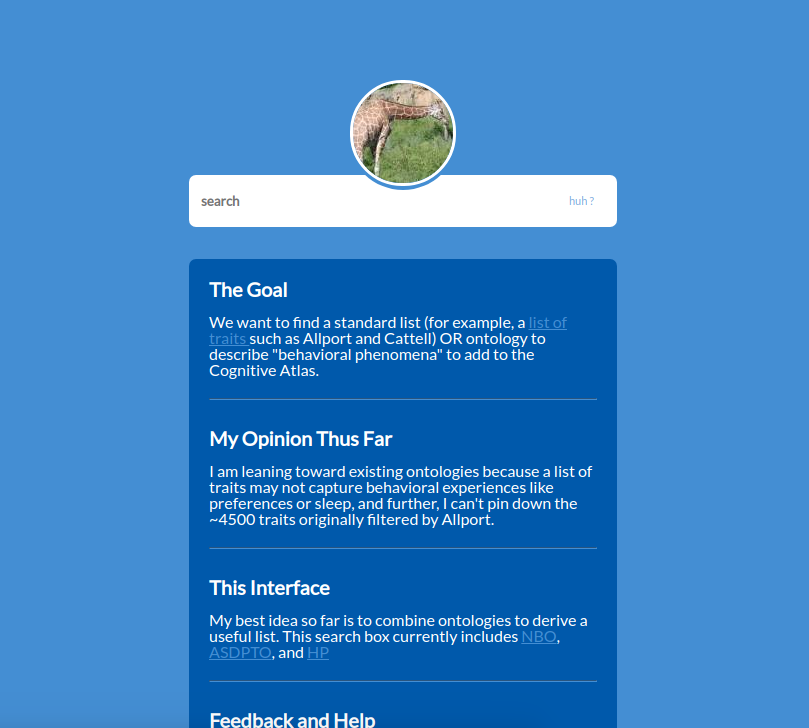 search
huh ?
The Goal
We want to find a standard list (for example, a list of
traits such as Allport and Cattell) OR ontology to
describe "behavioral phenomena" to add to the
Cognitive Atlas.
My Opinion Thus Far
I am leaning toward existing ontologies because a list of
traits may not capture behavioral experiences like
preferences or sleep, and further, I can't pin down the
~4500 traits originally filtered by Allport.
This Interface
My best idea so far is to combine ontologies to derive a
useful list. This search box currently includes NBO,
ASDPTO, and HP
Feedback and Help